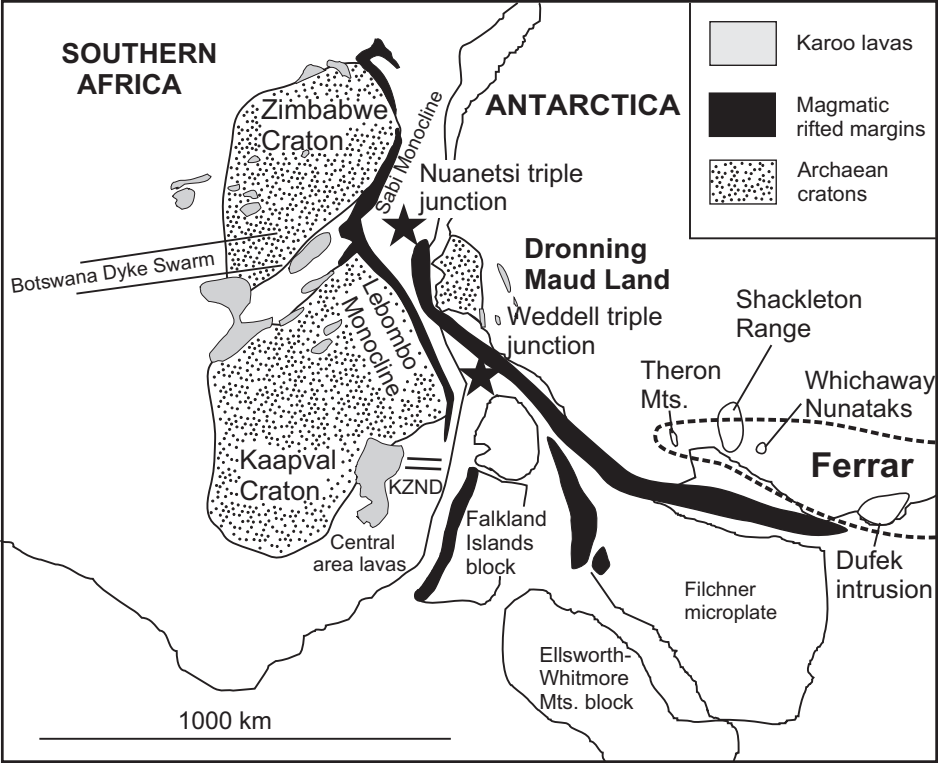 SOUTHERN
AFRICA
Zimbabwe
Craton
Sabi Monocline
ANTARCTICA
Karoo lavas
Magmatic
rifted margins
Archaean
cratons
Nuanetsi triple
junction
Botswana Dyke Swarm
Lebombo
Monocline
Dronning
Maud Land
Weddell triple
junction
Shackleton
Range
Theron
Mts.
Whichaway
Nunataks
Ferrar
Kaapval
Craton
KZND
Central
area lavas
Falkland
Islands
block
Dufek
intrusion
Filchner
microplate
Ellsworth-
Whitmore
Mts. block
1000 km